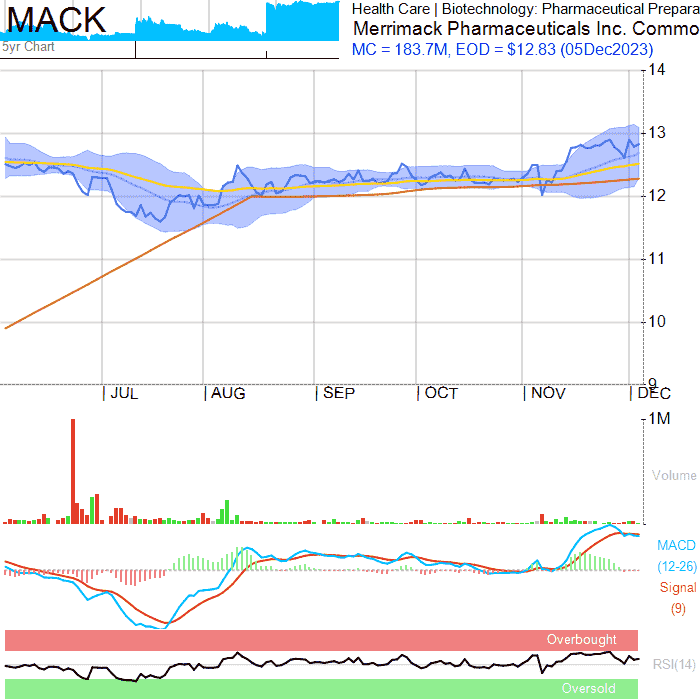 MACK
5yr Chart
Health Care | Biotechnology: Pharmaceutical Prepara
Merrimack Pharmaceuticals Inc. Commo
MC = 183.7M, EOD = $12.83 (05Dec2023)
14
13
12
11
10
9
| JUL | AUG | SEP | OCT | NOV | DEC
1M
Volume
MACD
(12-26)
Signal
(9)
Overbought
RSI(14)
Oversold